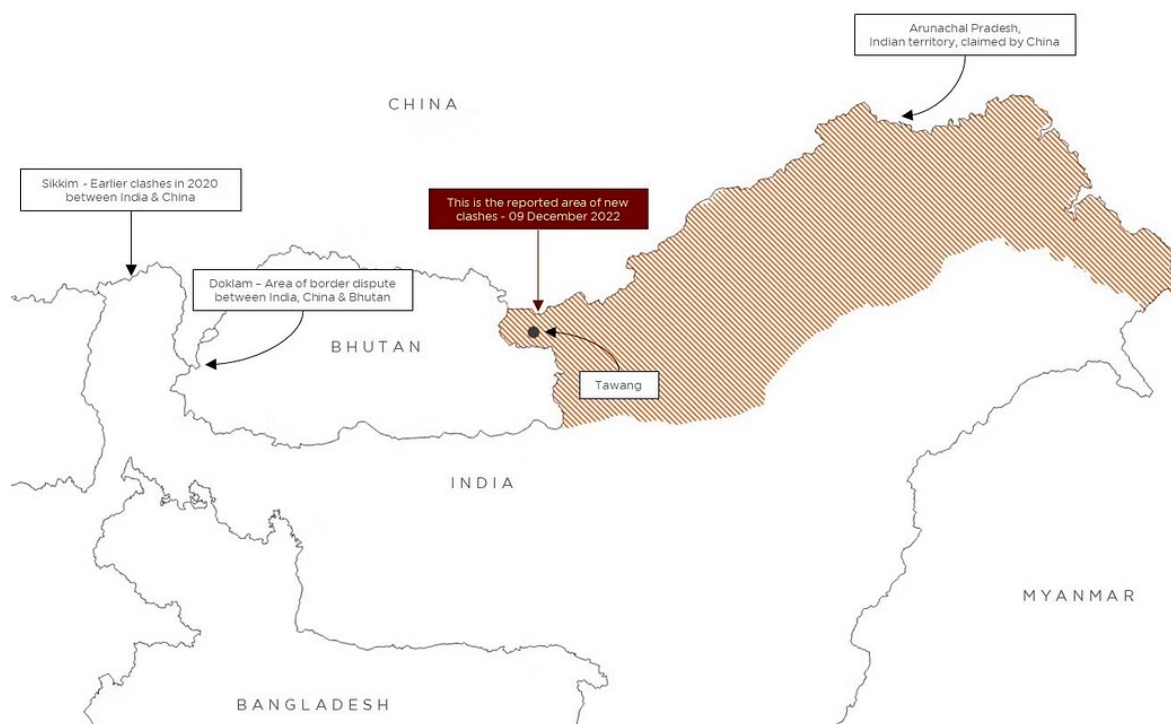 Arunachal Pradesh,
Indian territory, claimed by China
CHINA
Sikkim - Earlier clashes in 2020
between India & China
This is the reported area of new
clashes - 09 December 2022
Doklam – Area of border dispute
between India, China & Bhutan
BHUTAN
Tawang
INDIA
MYANMAR
BANGLADESH